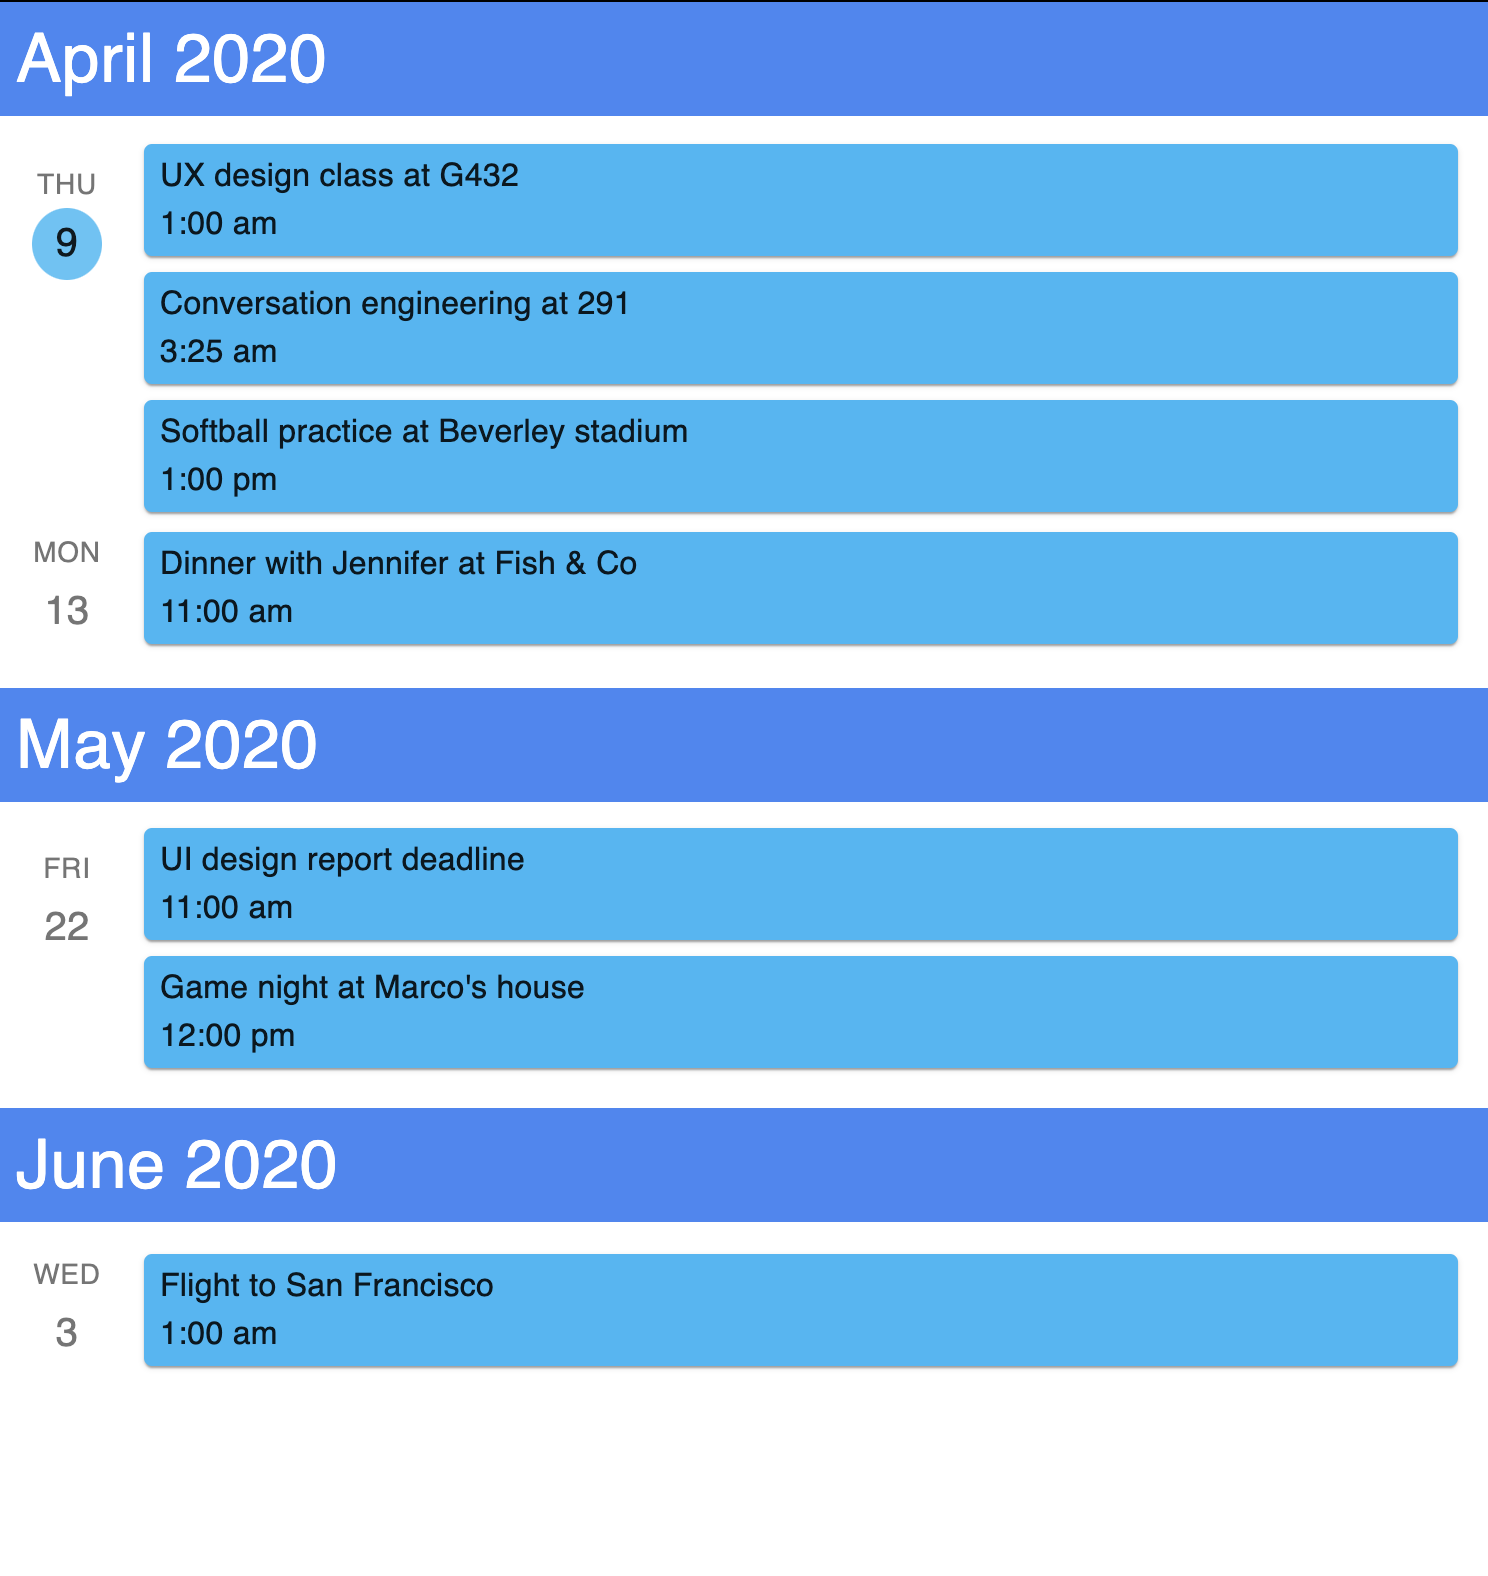 April 2020
THU
9
UX design class at G432
1:00 am
Conversation engineering at 291
3:25 am
Softball practice at Beverley stadium
1:00 pm
MON
13
Dinner with Jennifer at Fish & Co
11:00 am
May 2020
FRI
22
UI design report deadline
11:00 am
Game night at Marco's house
12:00 pm
June 2020
WED
3
Flight to San Francisco
1:00 am